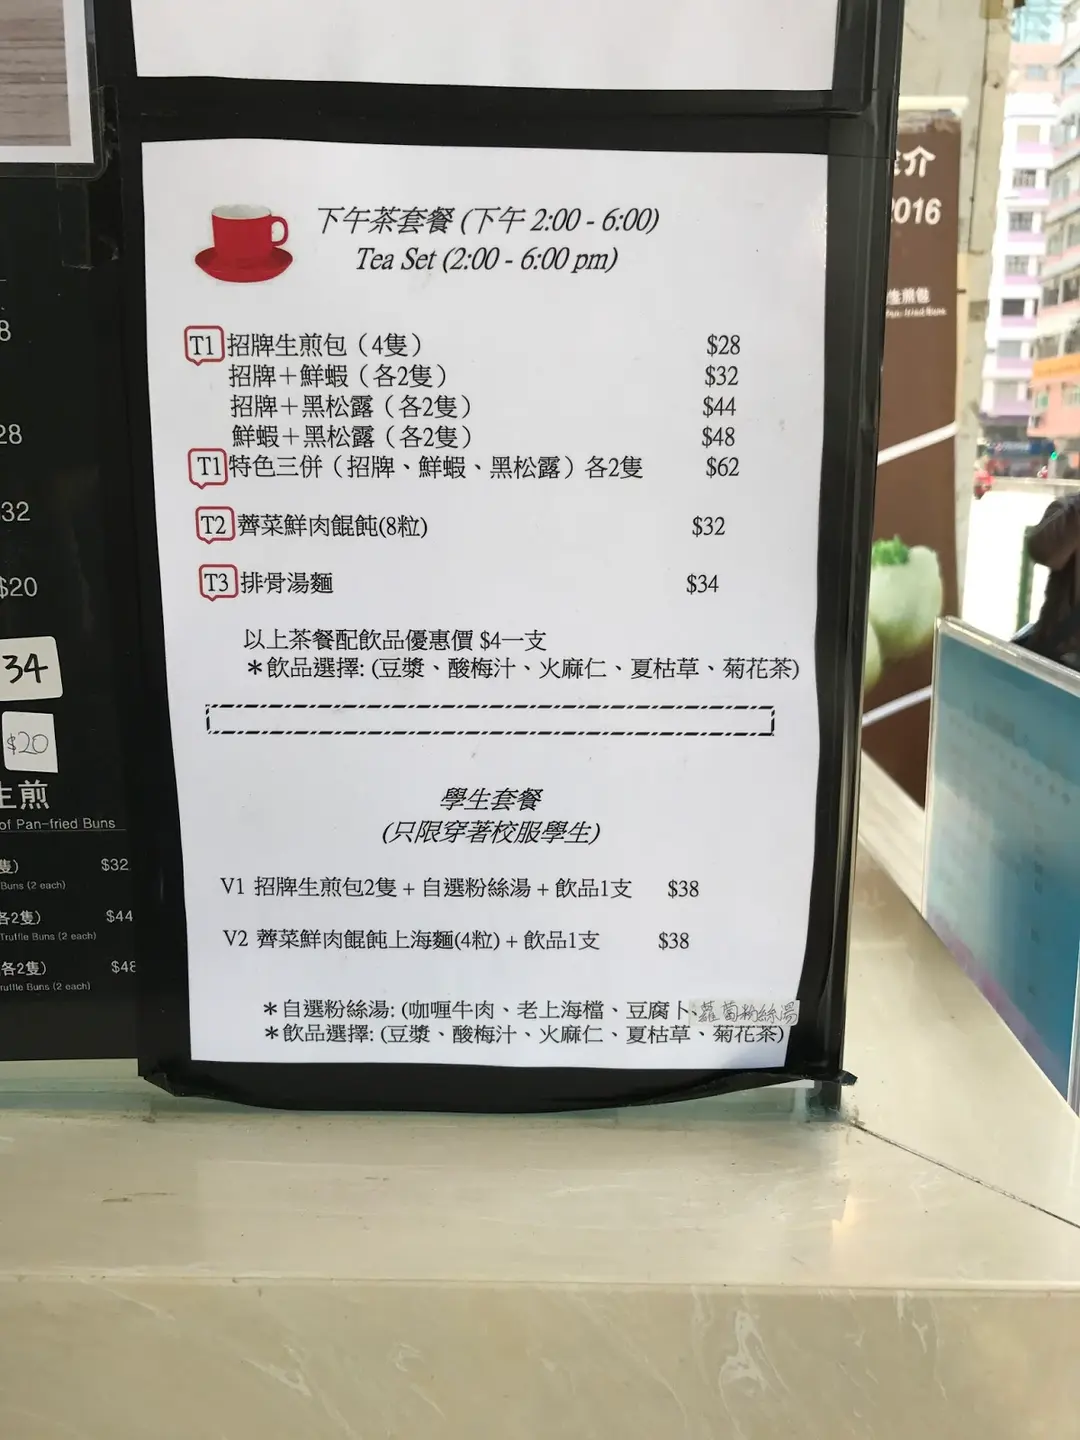 下午茶套餐 (下午 2:00 - 6:00)
Tea Set (2:00 - 6:00 pm)
T1 招牌生煎包（4隻） $28
招牌＋鮮蝦（各2隻） $32
招牌＋黑松露（各2隻） $44
鮮蝦＋黑松露（各2隻） $48
T1 特色三併（招牌、鮮蝦、黑松露）各2隻 $62
T2 薺菜鮮肉餛飩(8粒) $32
T3 排骨湯麵 $34
以上茶餐配飲品優惠價 $4一支
＊飲品選擇: (豆漿、酸梅汁、火麻仁、夏枯草、菊花茶)
學生套餐
(只限穿著校服學生)
V1 招牌生煎包2隻 + 自選粉絲湯 + 飲品1支 $38
V2 薺菜鮮肉餛飩上海麵(4粒) + 飲品1支 $38
＊自選粉絲湯: (咖喱牛肉、老上海檔、豆腐卜、蘿蔔粉絲湯
＊飲品選擇: (豆漿、酸梅汁、火麻仁、夏枯草、菊花茶)
8
28
32
$20
34
$20
生煎
of Pan-fried Buns
隻) $32
Buns (2 each)
各2隻) $44
Truffle Buns (2 each)
(各2隻) $48
ruffle Buns (2 each)
介
2016
生煎包
Pan-fried Buns